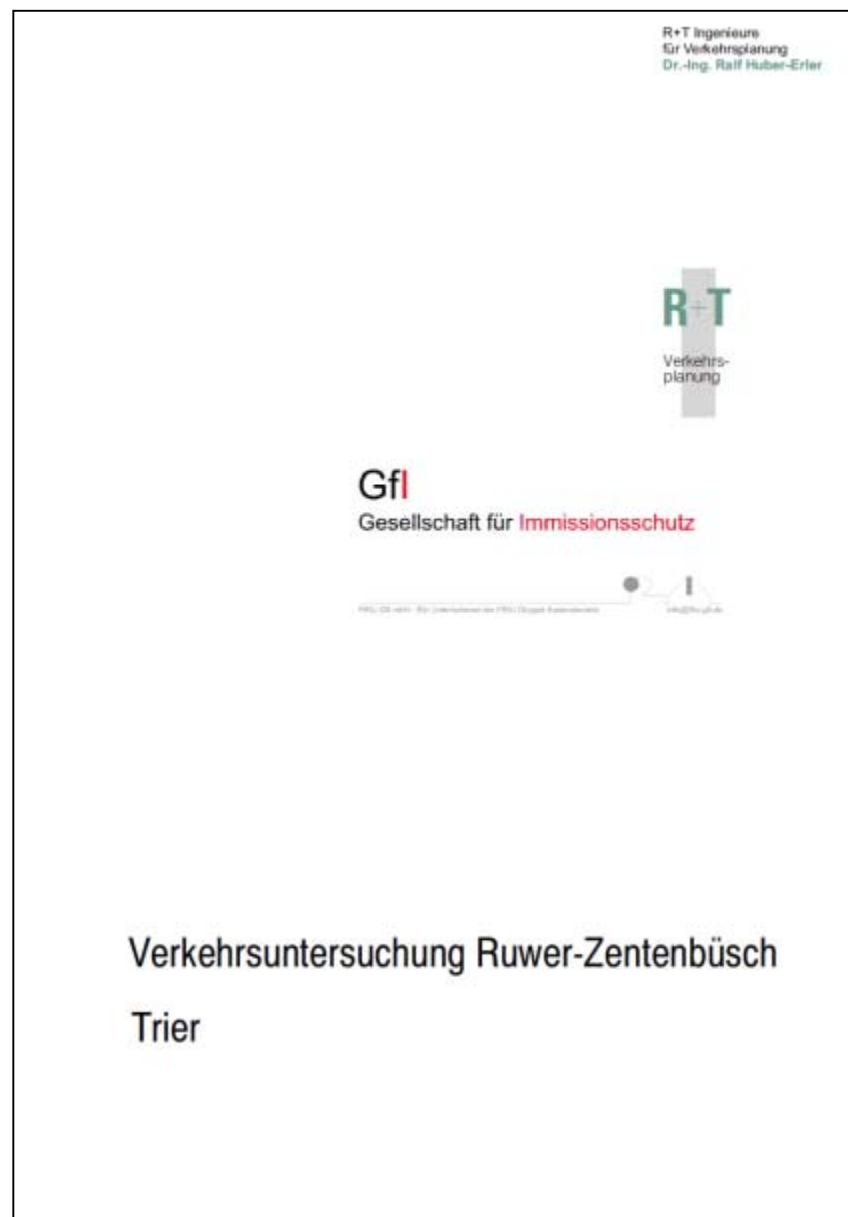 R+T Ingenieure
für Verkehrsplanung
Dr.-Ing. Ralf Huber-Erler
R+T
Verkehrs-
planung
GfI
Gesellschaft für Immissionsschutz
Verkehrsuntersuchung Ruwer-Zentenbüsch
Trier